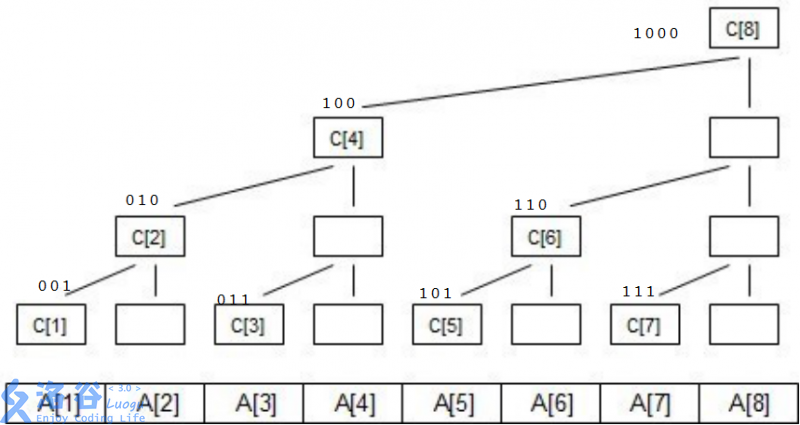 1000 C[8]
100
C[4]
010 110
C[2] C[6]
001 011 101 111
C[1] C[3] C[5] C[7]
A[1] A[2] A[3] A[4] A[5] A[6] A[7] A[8]
洛谷 <3.0>
Luogu
Enjoy Coding Life